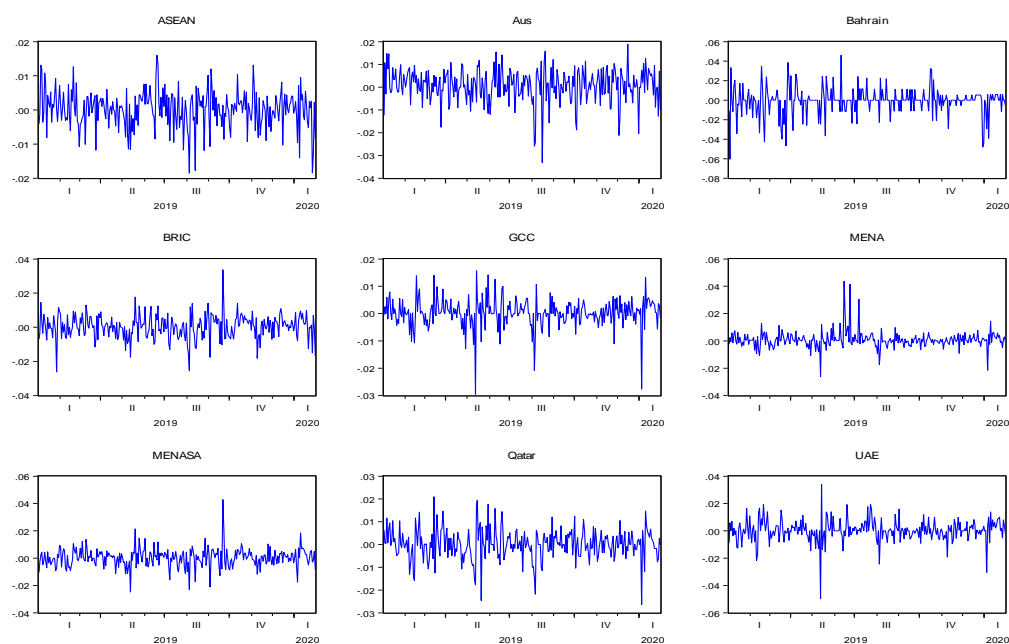 ASEAN Aus Bahrain
.02 .02 .06
.01 .01 .04
.00 .00 .02
-.01 -.01 .00
-.02 -.02 -.02
-.03 -.04
-.04 -.06
-.08
I II III IV I I II III IV I I II III IV I
2019 2020 2019 2020 2019 2020
BRIC GCC MENA
.04 .02 .06
.02 .01 .04
.00 .00 .02
-.02 -.01 .00
-.04 -.02 -.02
-.03 -.04
I II III IV I I II III IV I I II III IV I
2019 2020 2019 2020 2019 2020
MENASA Qatar UAE
.06 .03 .04
.04 .02 .02
.02 .01 .00
.00 .00 -.02
-.02 -.01 -.04
-.04 -.02 -.06
-.03
I II III IV I I II III IV I I II III IV I
2019 2020 2019 2020 2019 2020